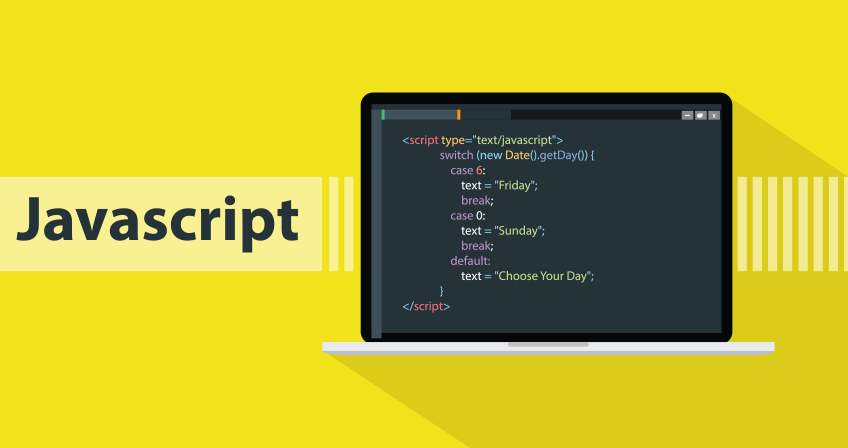 Javascript
<script type="text/javascript">
switch (new Date().getDay()) {
case 6:
text = "Friday";
break;
case 0:
text = "Sunday";
break;
default:
text = "Choose Your Day";
}
</script>